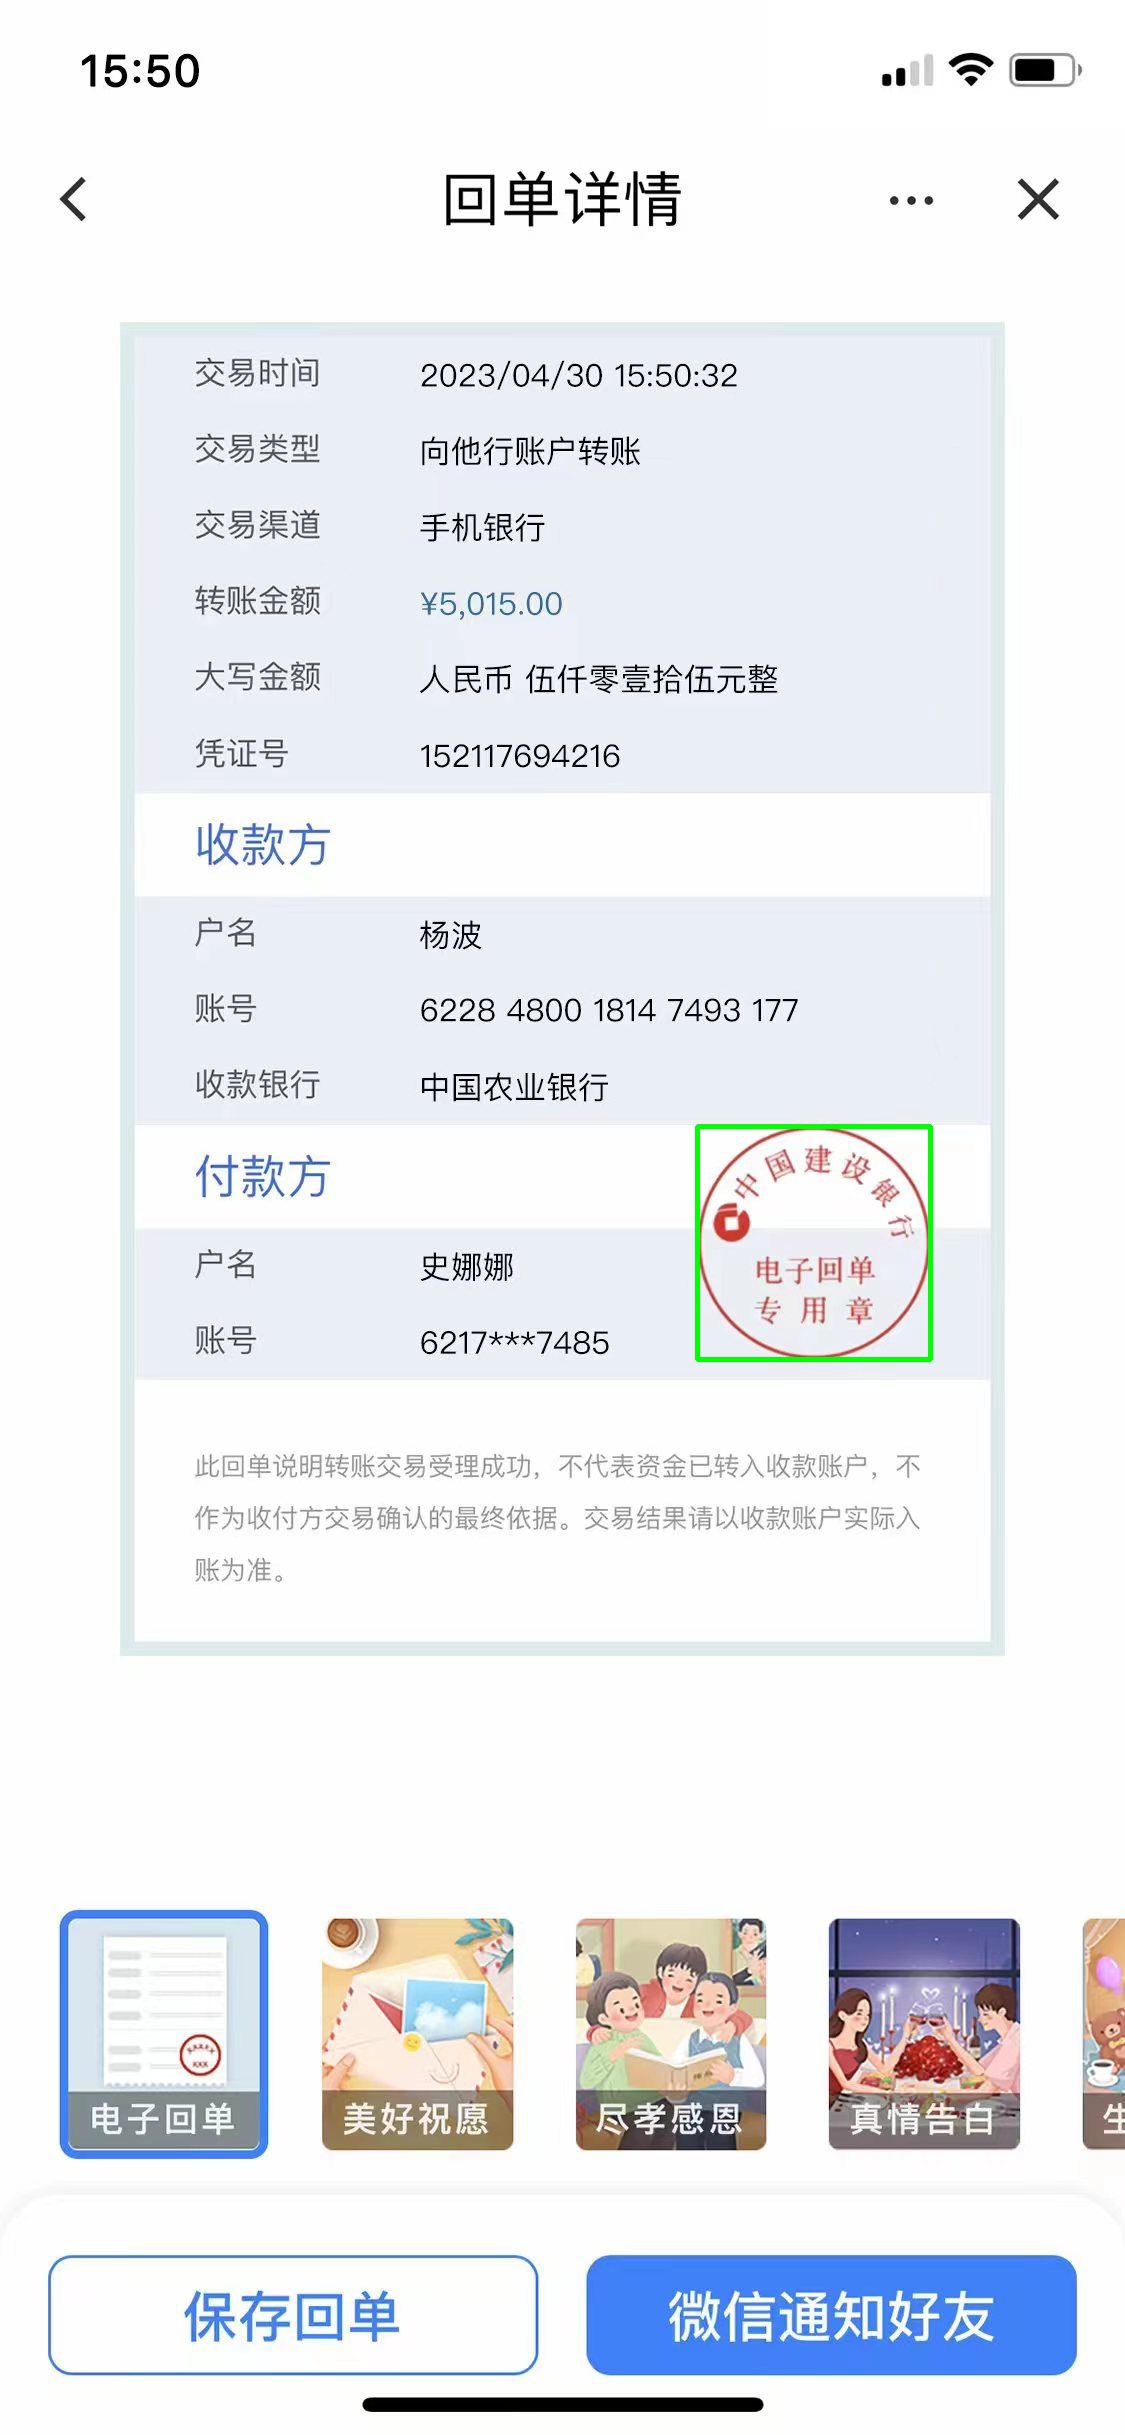 15:50
回单详情
交易时间 2023/04/30 15:50:32
交易类型 向他行账户转账
交易渠道 手机银行
转账金额 ¥5,015.00
大写金额 人民币 伍仟零壹拾伍元整
凭证号 152117694216
收款方
户名 杨波
账号 6228 4800 1814 7493 177
收款银行 中国农业银行
付款方
中国建设银行
电子回单
专用章
户名 史娜娜
账号 6217***7485
此回单说明转账交易受理成功，不代表资金已转入收款账户，不
作为收付方交易确认的最终依据。交易结果请以收款账户实际入
账为准。
电子回单 美好祝愿 尽孝感恩 真情告白 生
保存回单 微信通知好友